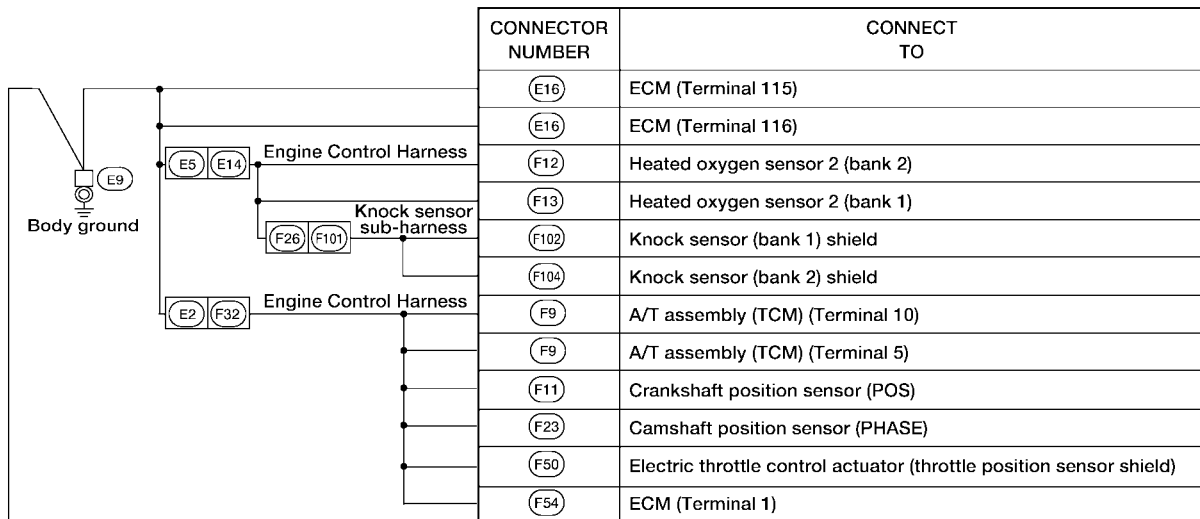 CONNECTOR NUMBER
CONNECT TO
E16
ECM (Terminal 115)
E16
ECM (Terminal 116)
E5
E14
Engine Control Harness
F12
Heated oxygen sensor 2 (bank 2)
E9
Body ground
F13
Heated oxygen sensor 2 (bank 1)
Knock sensor
sub-harness
F26
F101
F102
Knock sensor (bank 1) shield
F104
Knock sensor (bank 2) shield
E2
F32
Engine Control Harness
F9
A/T assembly (TCM) (Terminal 10)
F9
A/T assembly (TCM) (Terminal 5)
F11
Crankshaft position sensor (POS)
F23
Camshaft position sensor (PHASE)
F50
Electric throttle control actuator (throttle position sensor shield)
F54
ECM (Terminal 1)